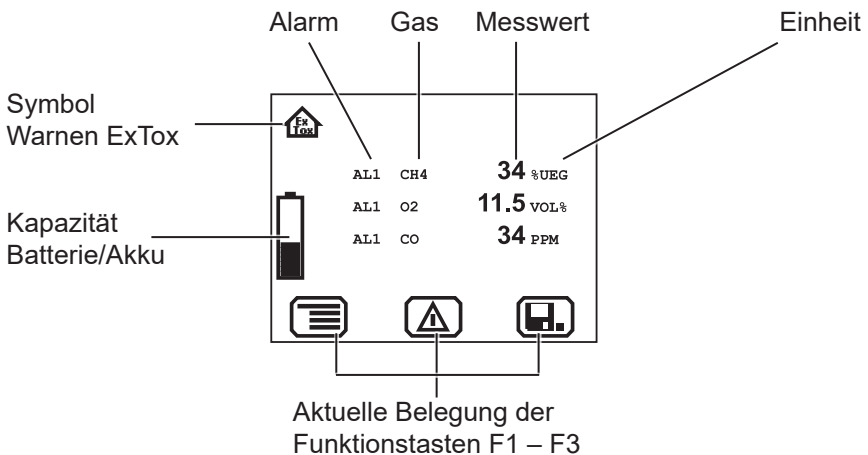 Alarm Gas Messwert Einheit
Symbol
Warnen ExTox
Ex
Tox
AL1 CH4 34 %UEG
AL1 O2 11.5 VOL%
AL1 CO 34 PPM
Kapazität
Batterie/Akku
Aktuelle Belegung der
Funktionstasten F1 – F3